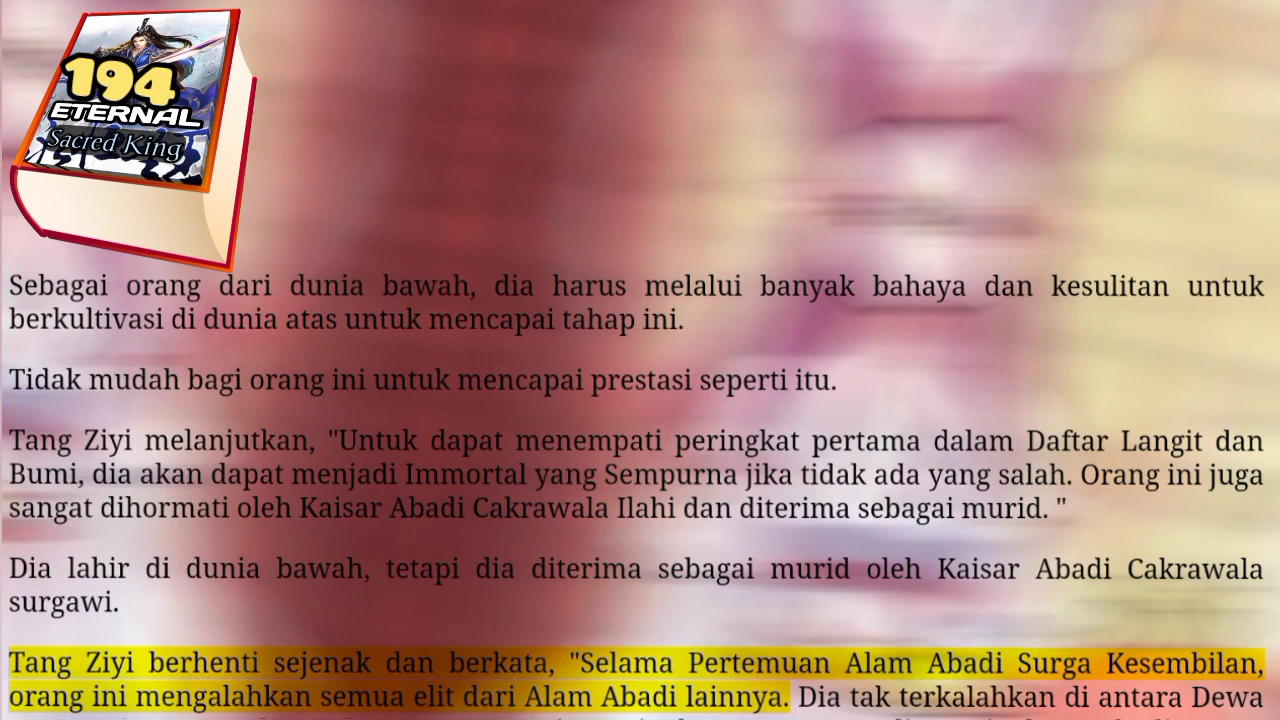 194
ETERNAL
Sacred King
Sebagai orang dari dunia bawah, dia harus melalui banyak bahaya dan kesulitan untuk
berkultivasi di dunia atas untuk mencapai tahap ini.
Tidak mudah bagi orang ini untuk mencapai prestasi seperti itu.
Tang Ziyi melanjutkan, "Untuk dapat menempati peringkat pertama dalam Daftar Langit dan
Bumi, dia akan dapat menjadi Immortal yang Sempurna jika tidak ada yang salah. Orang ini juga
sangat dihormati oleh Kaisar Abadi Cakrawala Ilahi dan diterima sebagai murid. "
Dia lahir di dunia bawah, tetapi dia diterima sebagai murid oleh Kaisar Abadi Cakrawala
surgawi.
Tang Ziyi berhenti sejenak dan berkata, "Selama Pertemuan Alam Abadi Surga Kesembilan,
orang ini mengalahkan semua elit dari Alam Abadi lainnya. Dia tak terkalahkan di antara Dewa